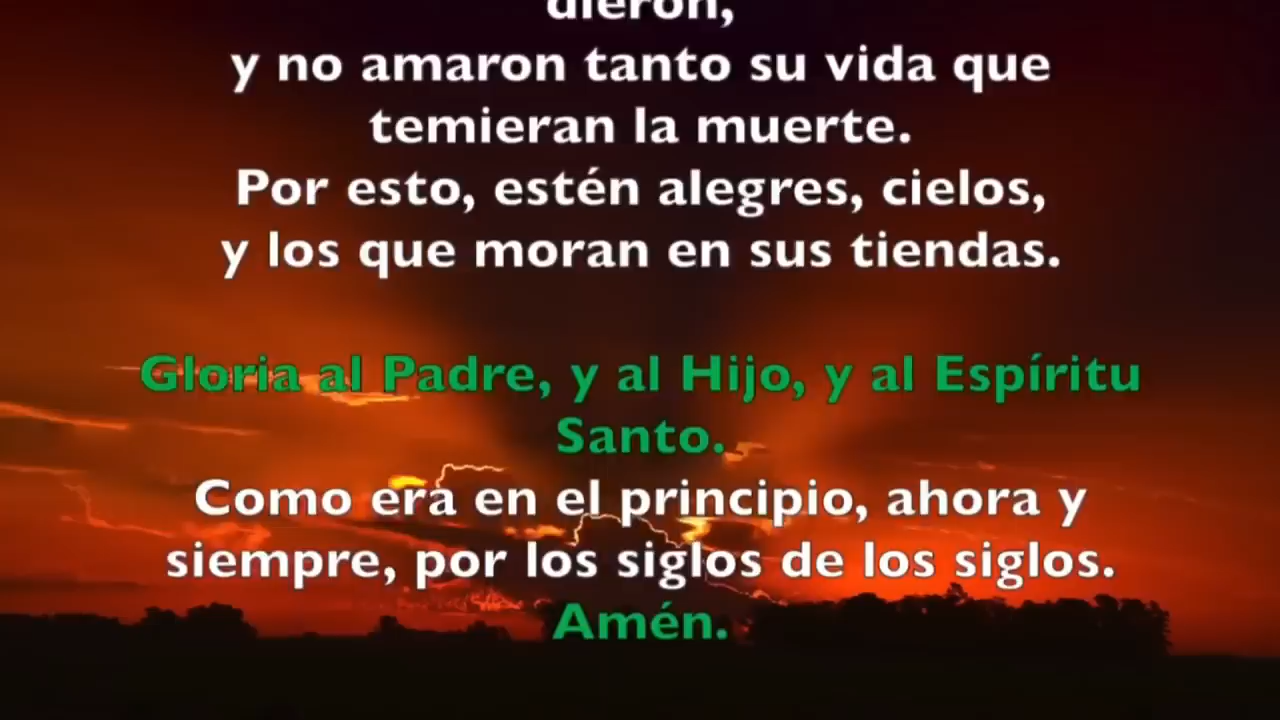 dieron,
y no amaron tanto su vida que
temieran la muerte.
Por esto, estén alegres, cielos,
y los que moran en sus tiendas.
Gloria al Padre, y al Hijo, y al Espíritu
Santo.
Como era en el principio, ahora y
siempre, por los siglos de los siglos.
Amén.